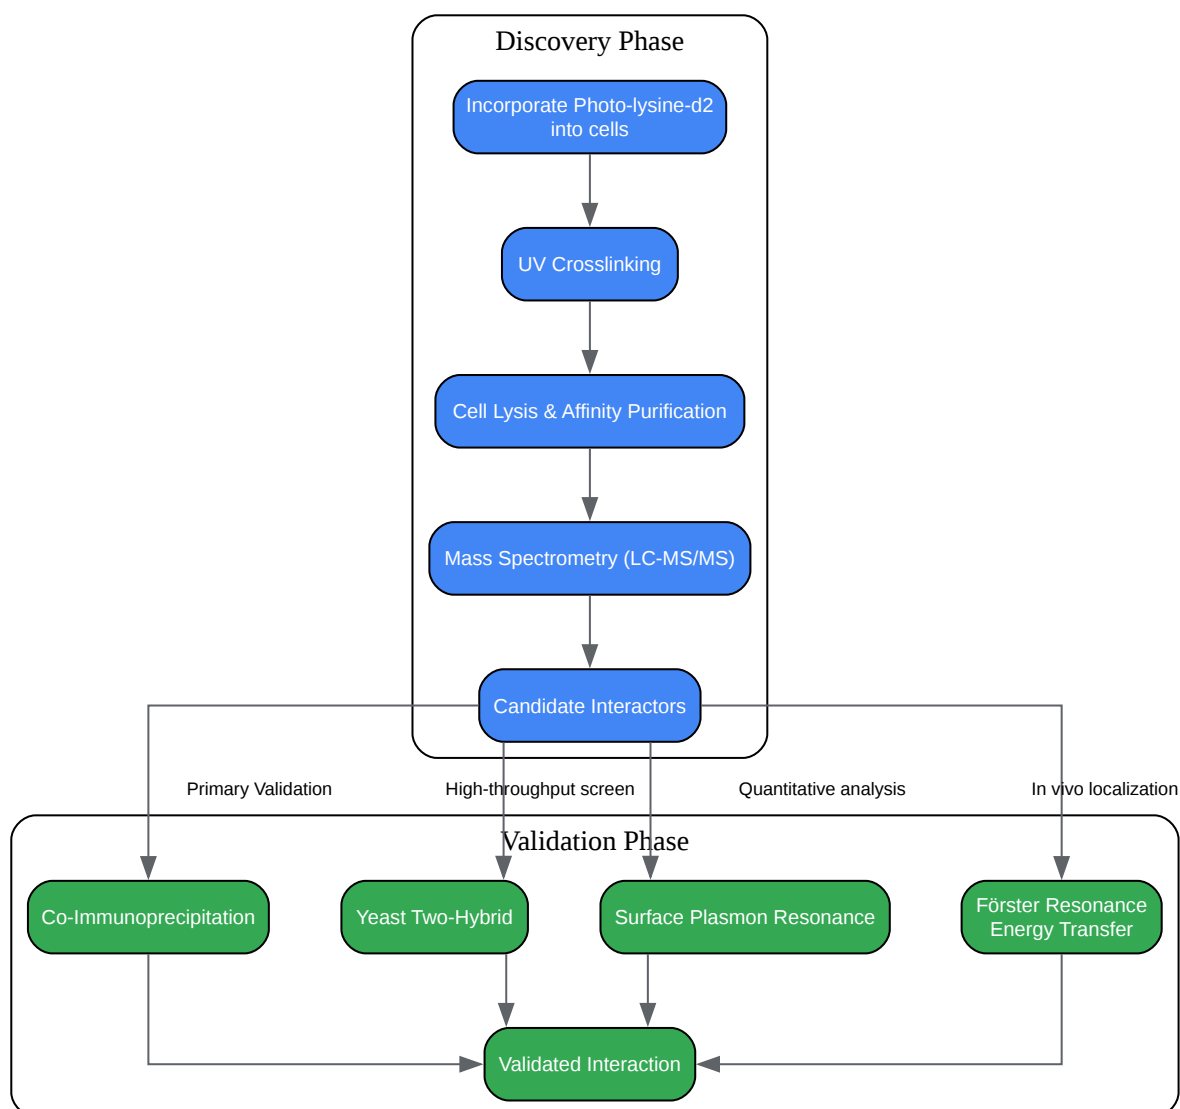 Discovery Phase
Incorporate Photo-lysine-d2
into cells
UV Crosslinking
Cell Lysis & Affinity Purification
Mass Spectrometry (LC-MS/MS)
Candidate Interactors
Primary Validation
High-throughput screen
Quantitative analysis
In vivo localization
Validation Phase
Co-Immunoprecipitation
Yeast Two-Hybrid
Surface Plasmon Resonance
Förster Resonance
Energy Transfer
Validated Interaction